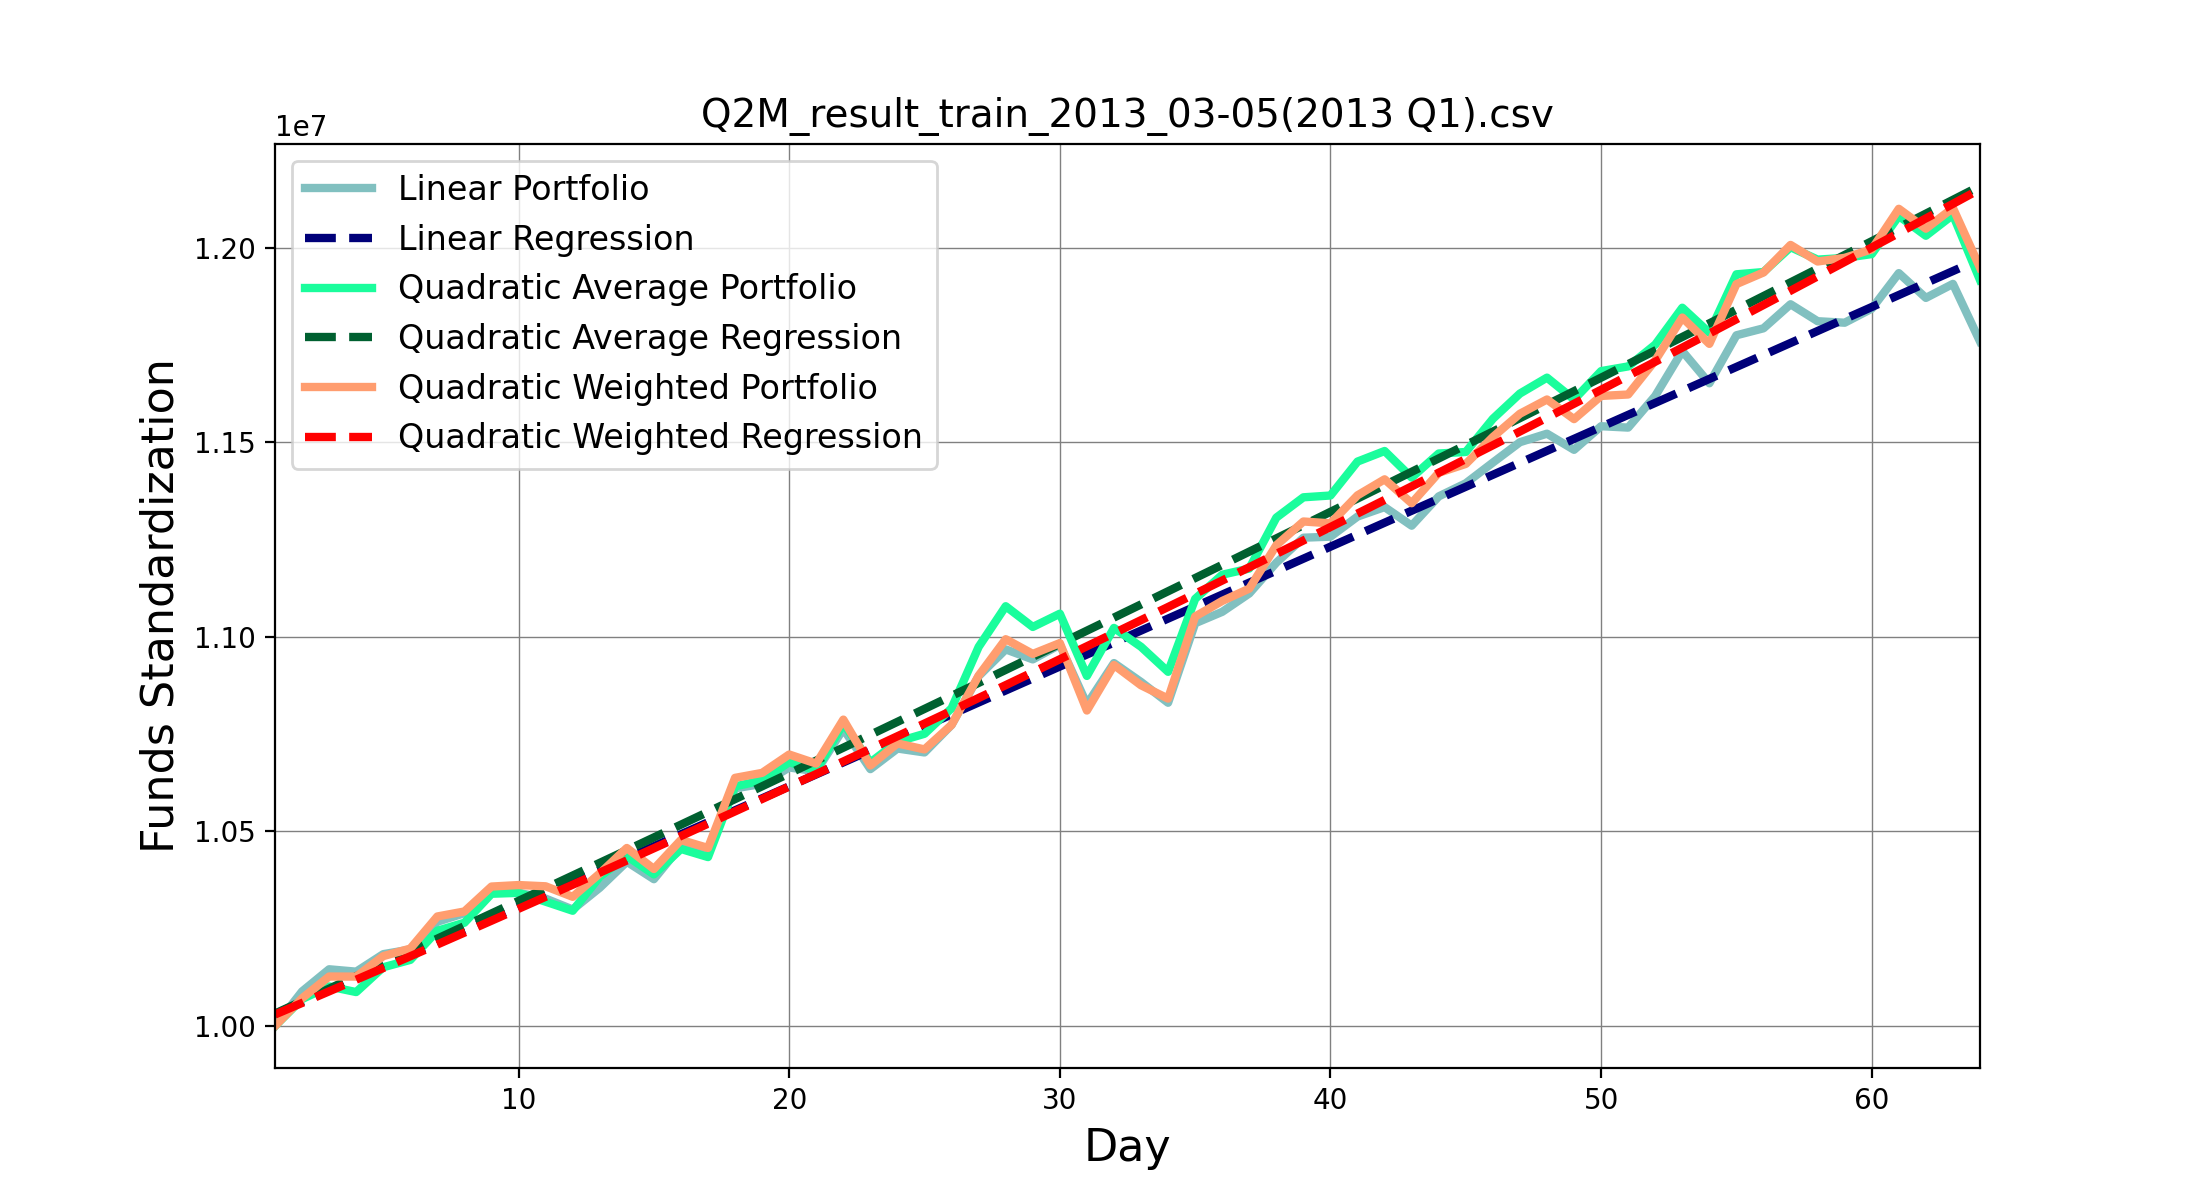 Q2M_result_train_2013_03-05(2013 Q1).csv
1e7
Linear Portfolio
Linear Regression
Quadratic Average Portfolio
Quadratic Average Regression
Quadratic Weighted Portfolio
Quadratic Weighted Regression
Funds Standardization
1.20
1.15
1.10
1.05
1.00
10 20 30 40 50 60
Day